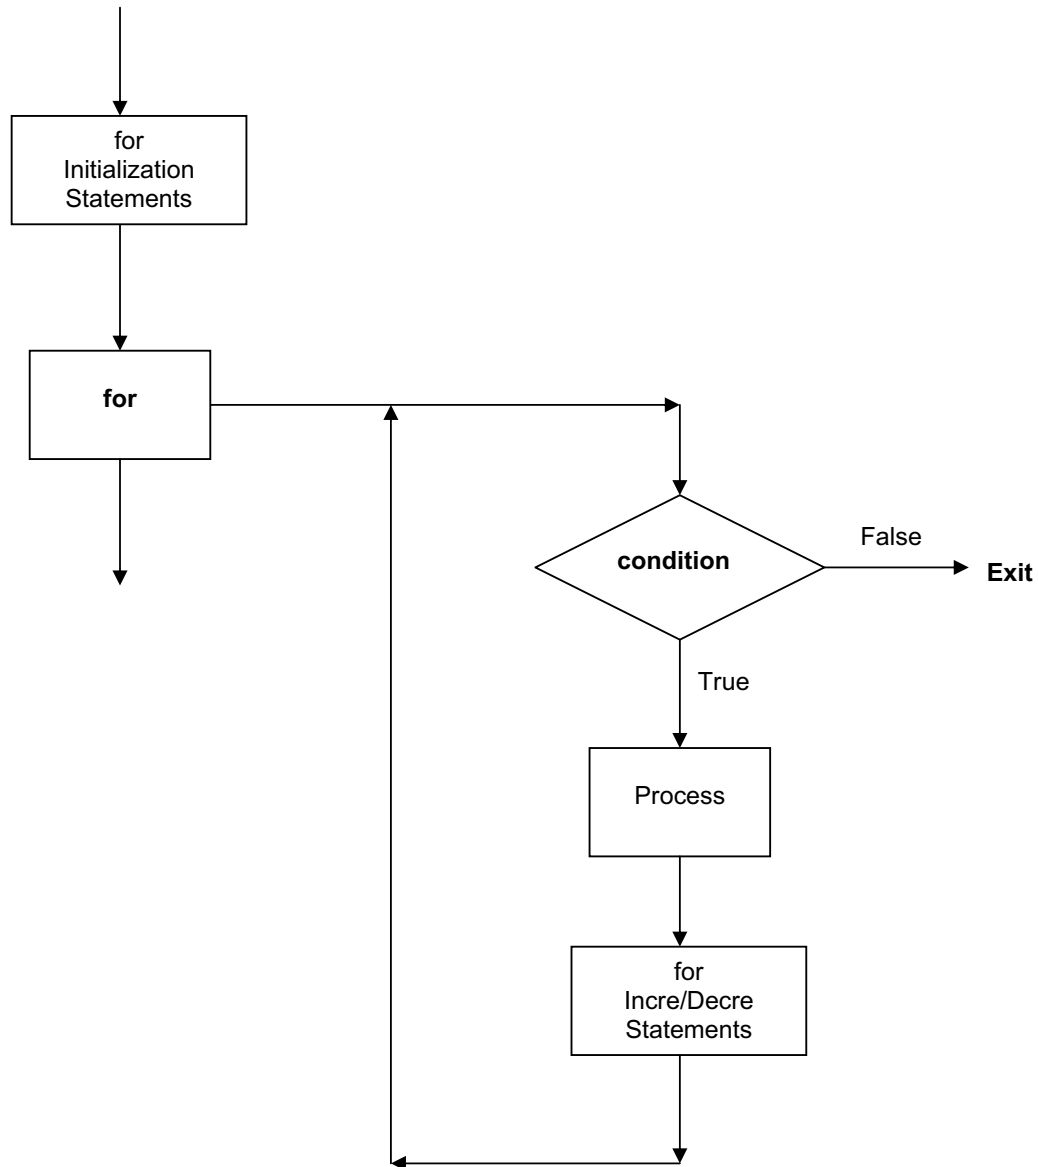 for
Initialization
Statements
for
condition
False
Exit
True
Process
for
Incre/Decre
Statements